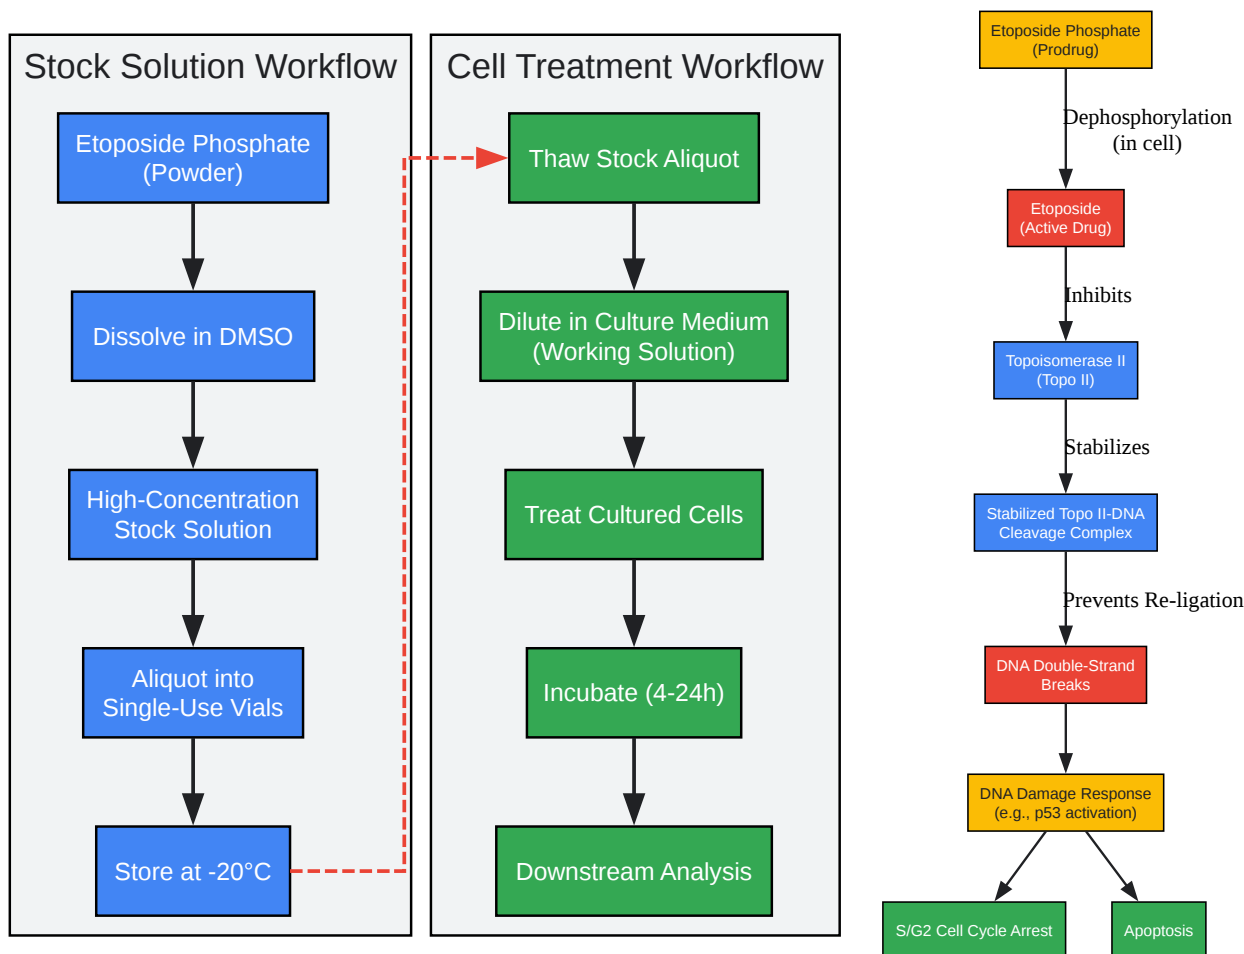 Stock Solution Workflow
Etoposide Phosphate
(Powder)
Dissolve in DMSO
High-Concentration
Stock Solution
Aliquot into
Single-Use Vials
Store at -20°C
Cell Treatment Workflow
Thaw Stock Aliquot
Dilute in Culture Medium
(Working Solution)
Treat Cultured Cells
Incubate (4-24h)
Downstream Analysis
Etoposide Phosphate
(Prodrug)
Dephosphorylation
(in cell)
Etoposide
(Active Drug)
Inhibits
Topoisomerase II
(Topo II)
Stabilizes
Stabilized Topo II-DNA
Cleavage Complex
Prevents Re-ligation
DNA Double-Strand
Breaks
DNA Damage Response
(e.g., p53 activation)
S/G2 Cell Cycle Arrest
Apoptosis